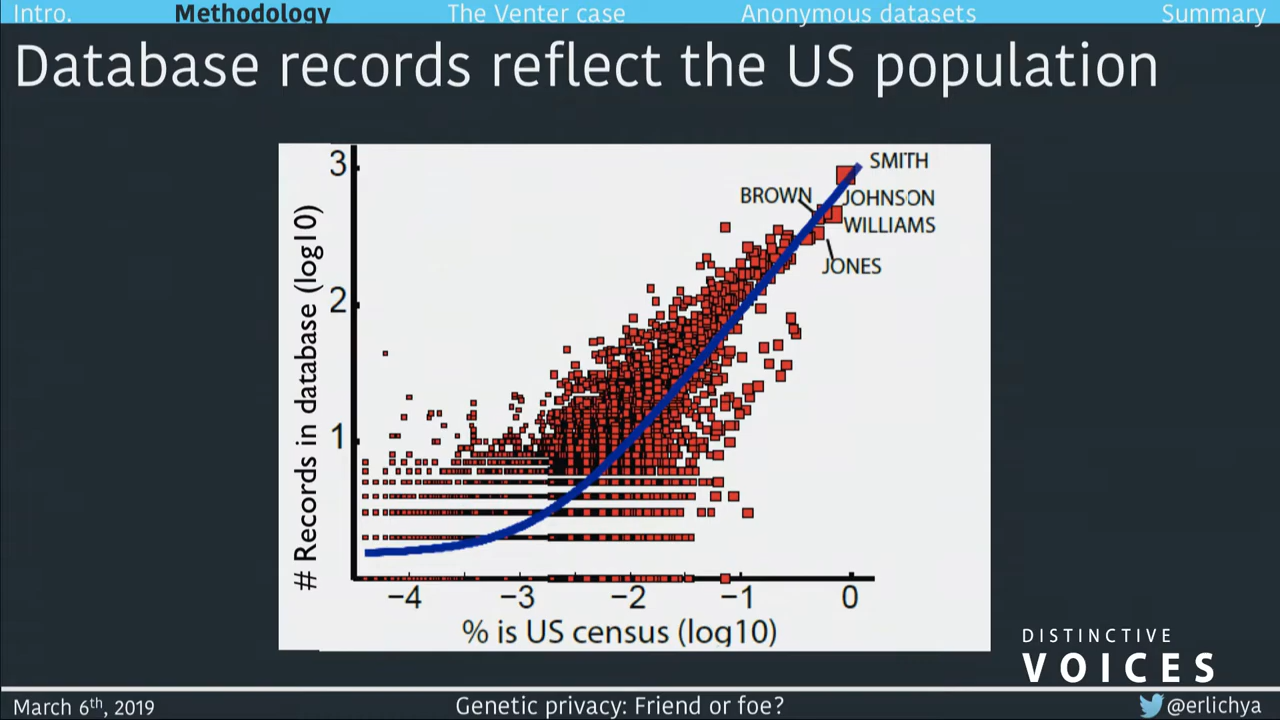 Intro. Methodology The Venter case Anonymous datasets Summary
Database records reflect the US population
# Records in database (log10)
3
2
1
SMITH
BROWN
JOHNSON
WILLIAMS
JONES
−4 −3 −2 −1 0
% is US census (log10)
DISTINCTIVE
VOICES
March 6th, 2019 Genetic privacy: Friend or foe? @erlichya